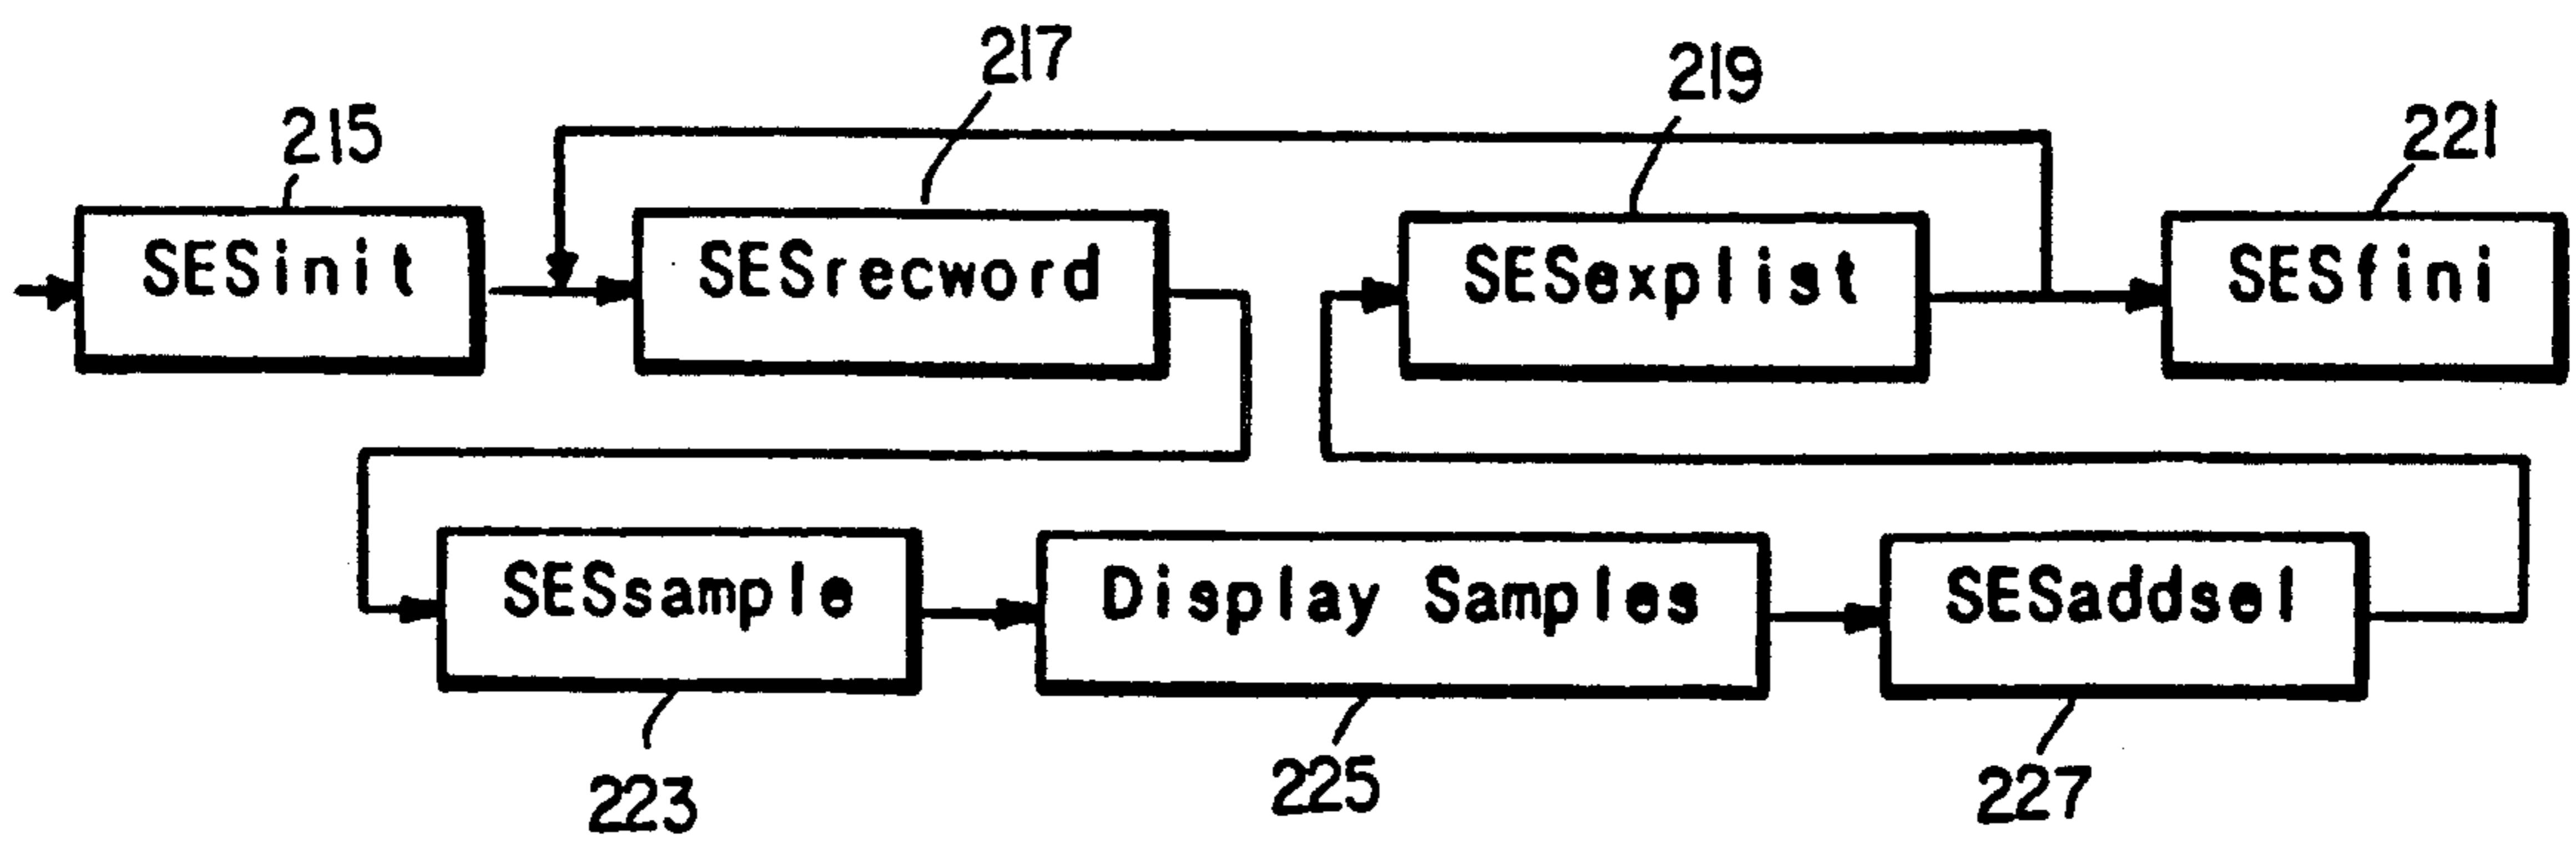 217
219
215
221
SESinit
SESrecword
SESexplist
SESfini
SESsample
Display Samples
SESaddsel
223
225
227